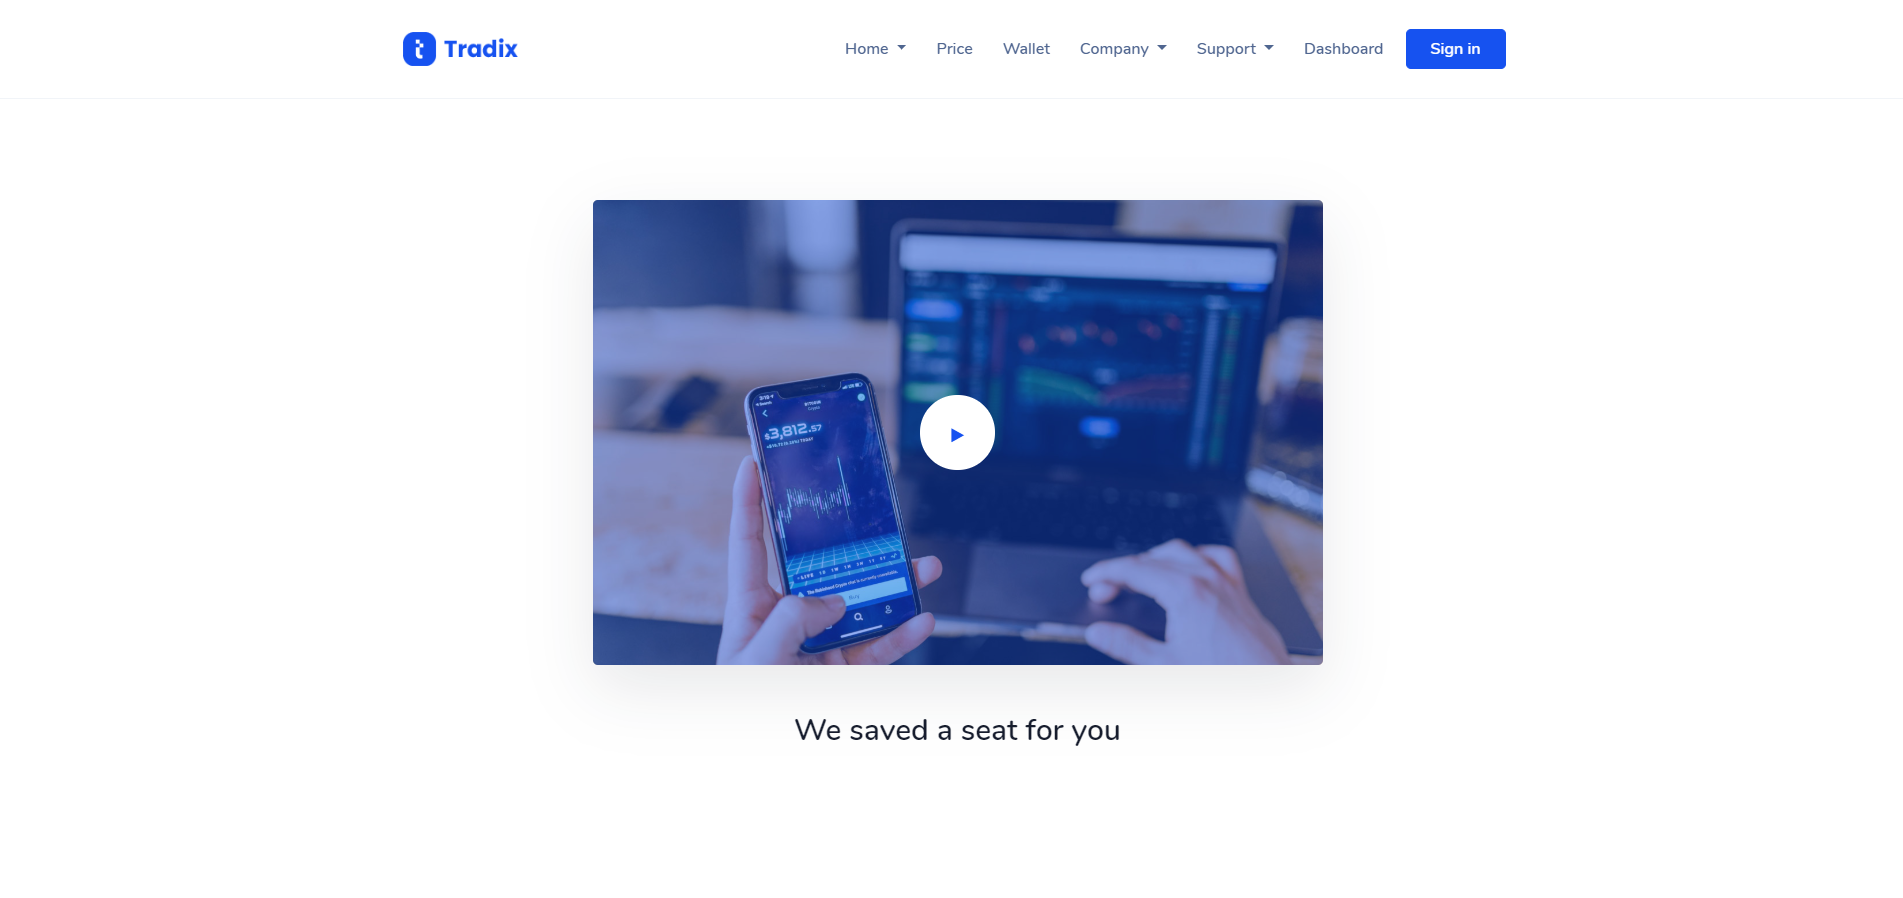 Tradix
Home
Price
Wallet
Company
Support
Dashboard
Sign in
$3,812.57
We saved a seat for you